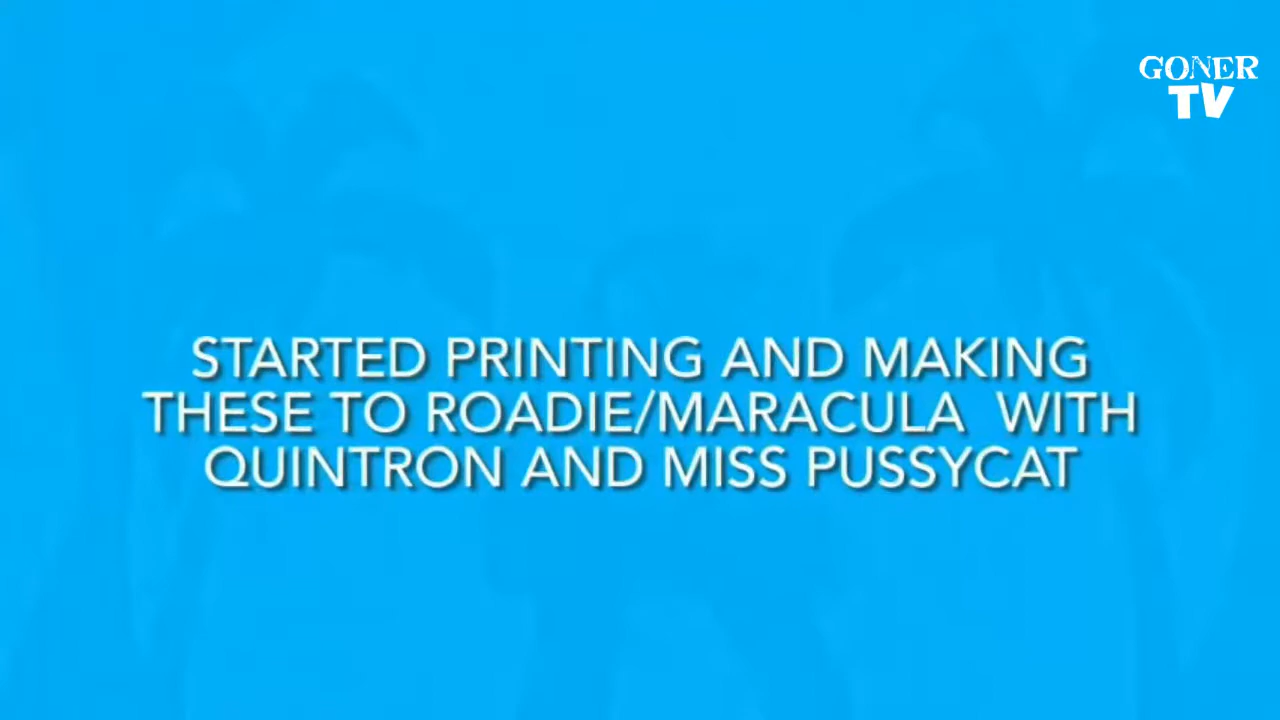 GONER
TV
STARTED PRINTING AND MAKING
THESE TO ROADIE/MARACULA WITH
QUINTRON AND MISS PUSSYCAT